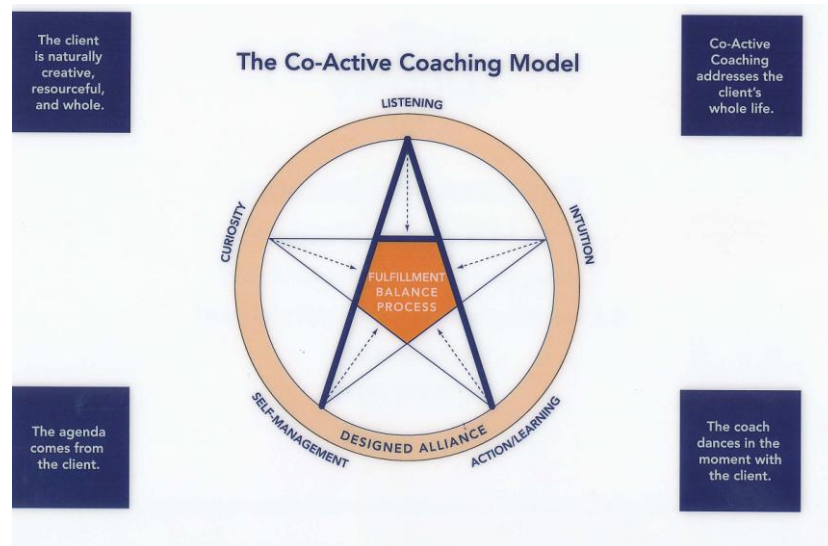 The client
is naturally
creative,
resourceful,
and whole.
The Co-Active Coaching Model
Co-Active
Coaching
addresses the
client's
whole life.
LISTENING
CURIOSITY
INTUITION
FULFILLMENT
BALANCE
PROCESS
SELF-MANAGEMENT
DESIGNED ALLIANCE
ACTION/LEARNING
The agenda
comes from
the client.
The coach
dances in the
moment with
the client.